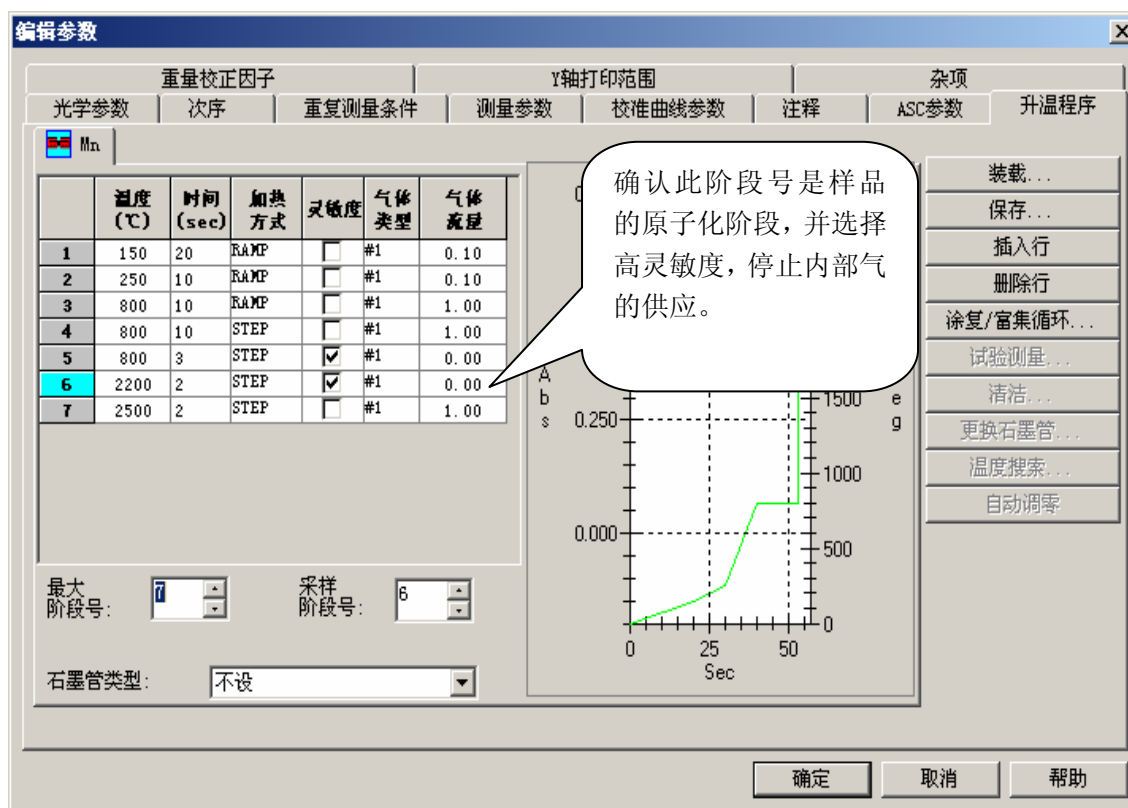 编辑参数
重量校正因子 Y轴打印范围 杂项
光学参数 次序 重复测量条件 测量参数 校准曲线参数 注释 ASC参数 升温程序
Mn
温度(℃) 时间(sec) 加热方式 灵敏度 气体类型 气体流量
1 150 20 RAMP #1 0.10
2 250 10 RAMP #1 0.10
3 800 10 RAMP #1 1.00
4 800 10 STEP #1 1.00
5 800 3 STEP #1 0.00
6 2200 2 STEP #1 0.00
7 2500 2 STEP #1 1.00
确认此阶段号是样品
的原子化阶段，并选择
高灵敏度，停止内部气
的供应。
Abs
0.250
0.000
1500
1000
500
0
eg
0 25 50
Sec
装载...
保存...
插入行
删除行
涂复/富集循环...
试验测量...
清洁...
更换石墨管...
温度搜索...
自动调零
最大阶段号: 7
采样阶段号: 6
石墨管类型: 不设
确定 取消 帮助